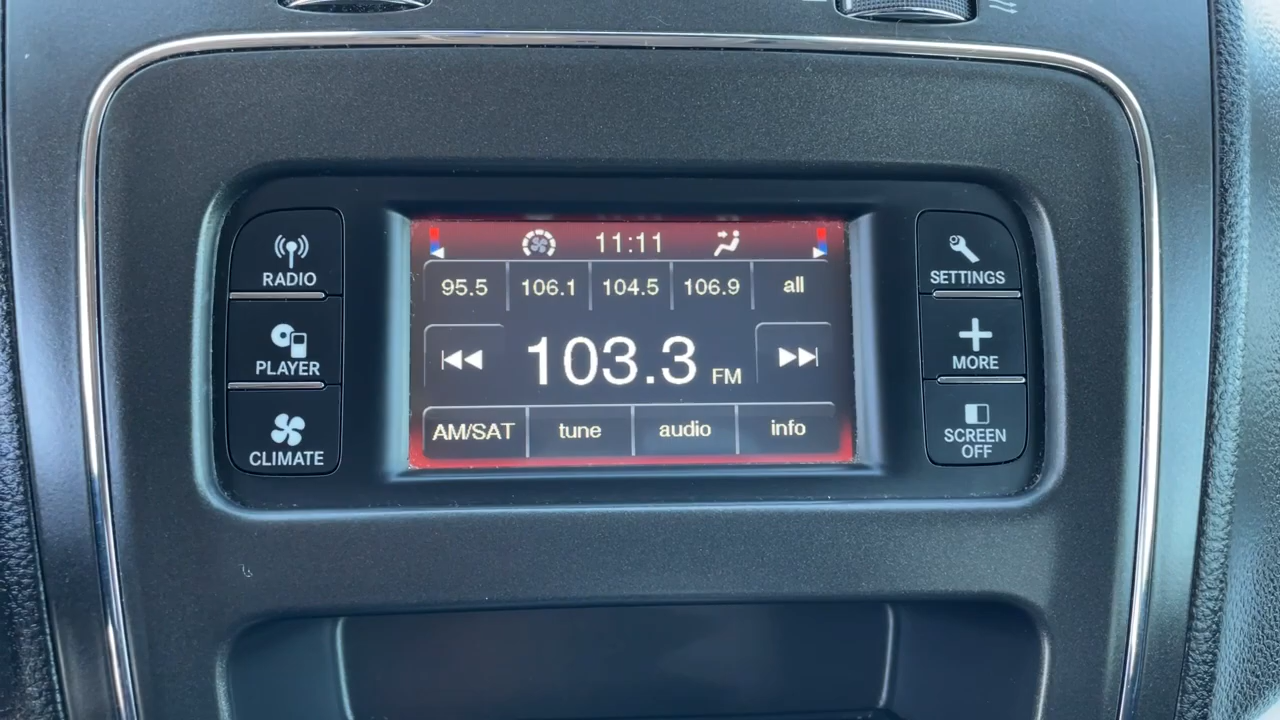 11:11
95.5 106.1 104.5 106.9 all
103.3 FM
AM/SAT tune audio info
RADIO
PLAYER
CLIMATE
SETTINGS
MORE
SCREEN
OFF